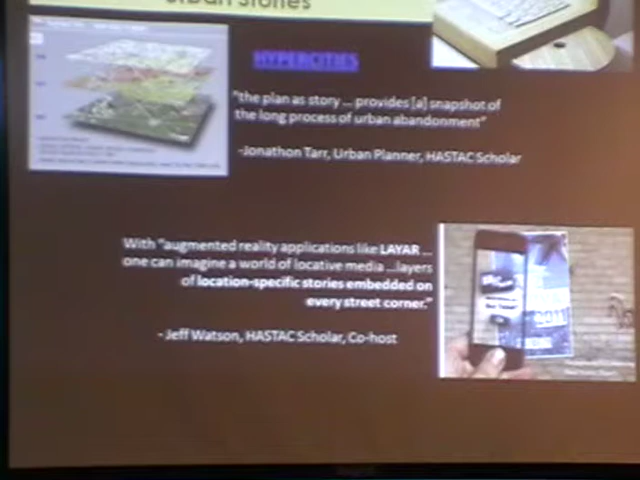 Urban Stories
HYPERCITIES
"the plan as story ... provides [a] snapshot of
the long process of urban abandonment"
-Jonathon Tarr, Urban Planner, HASTAC Scholar
With "augmented reality applications like LAYAR ...
one can imagine a world of locative media ...layers
of location-specific stories embedded on
every street corner."
- Jeff Watson, HASTAC Scholar, Co-host
2011